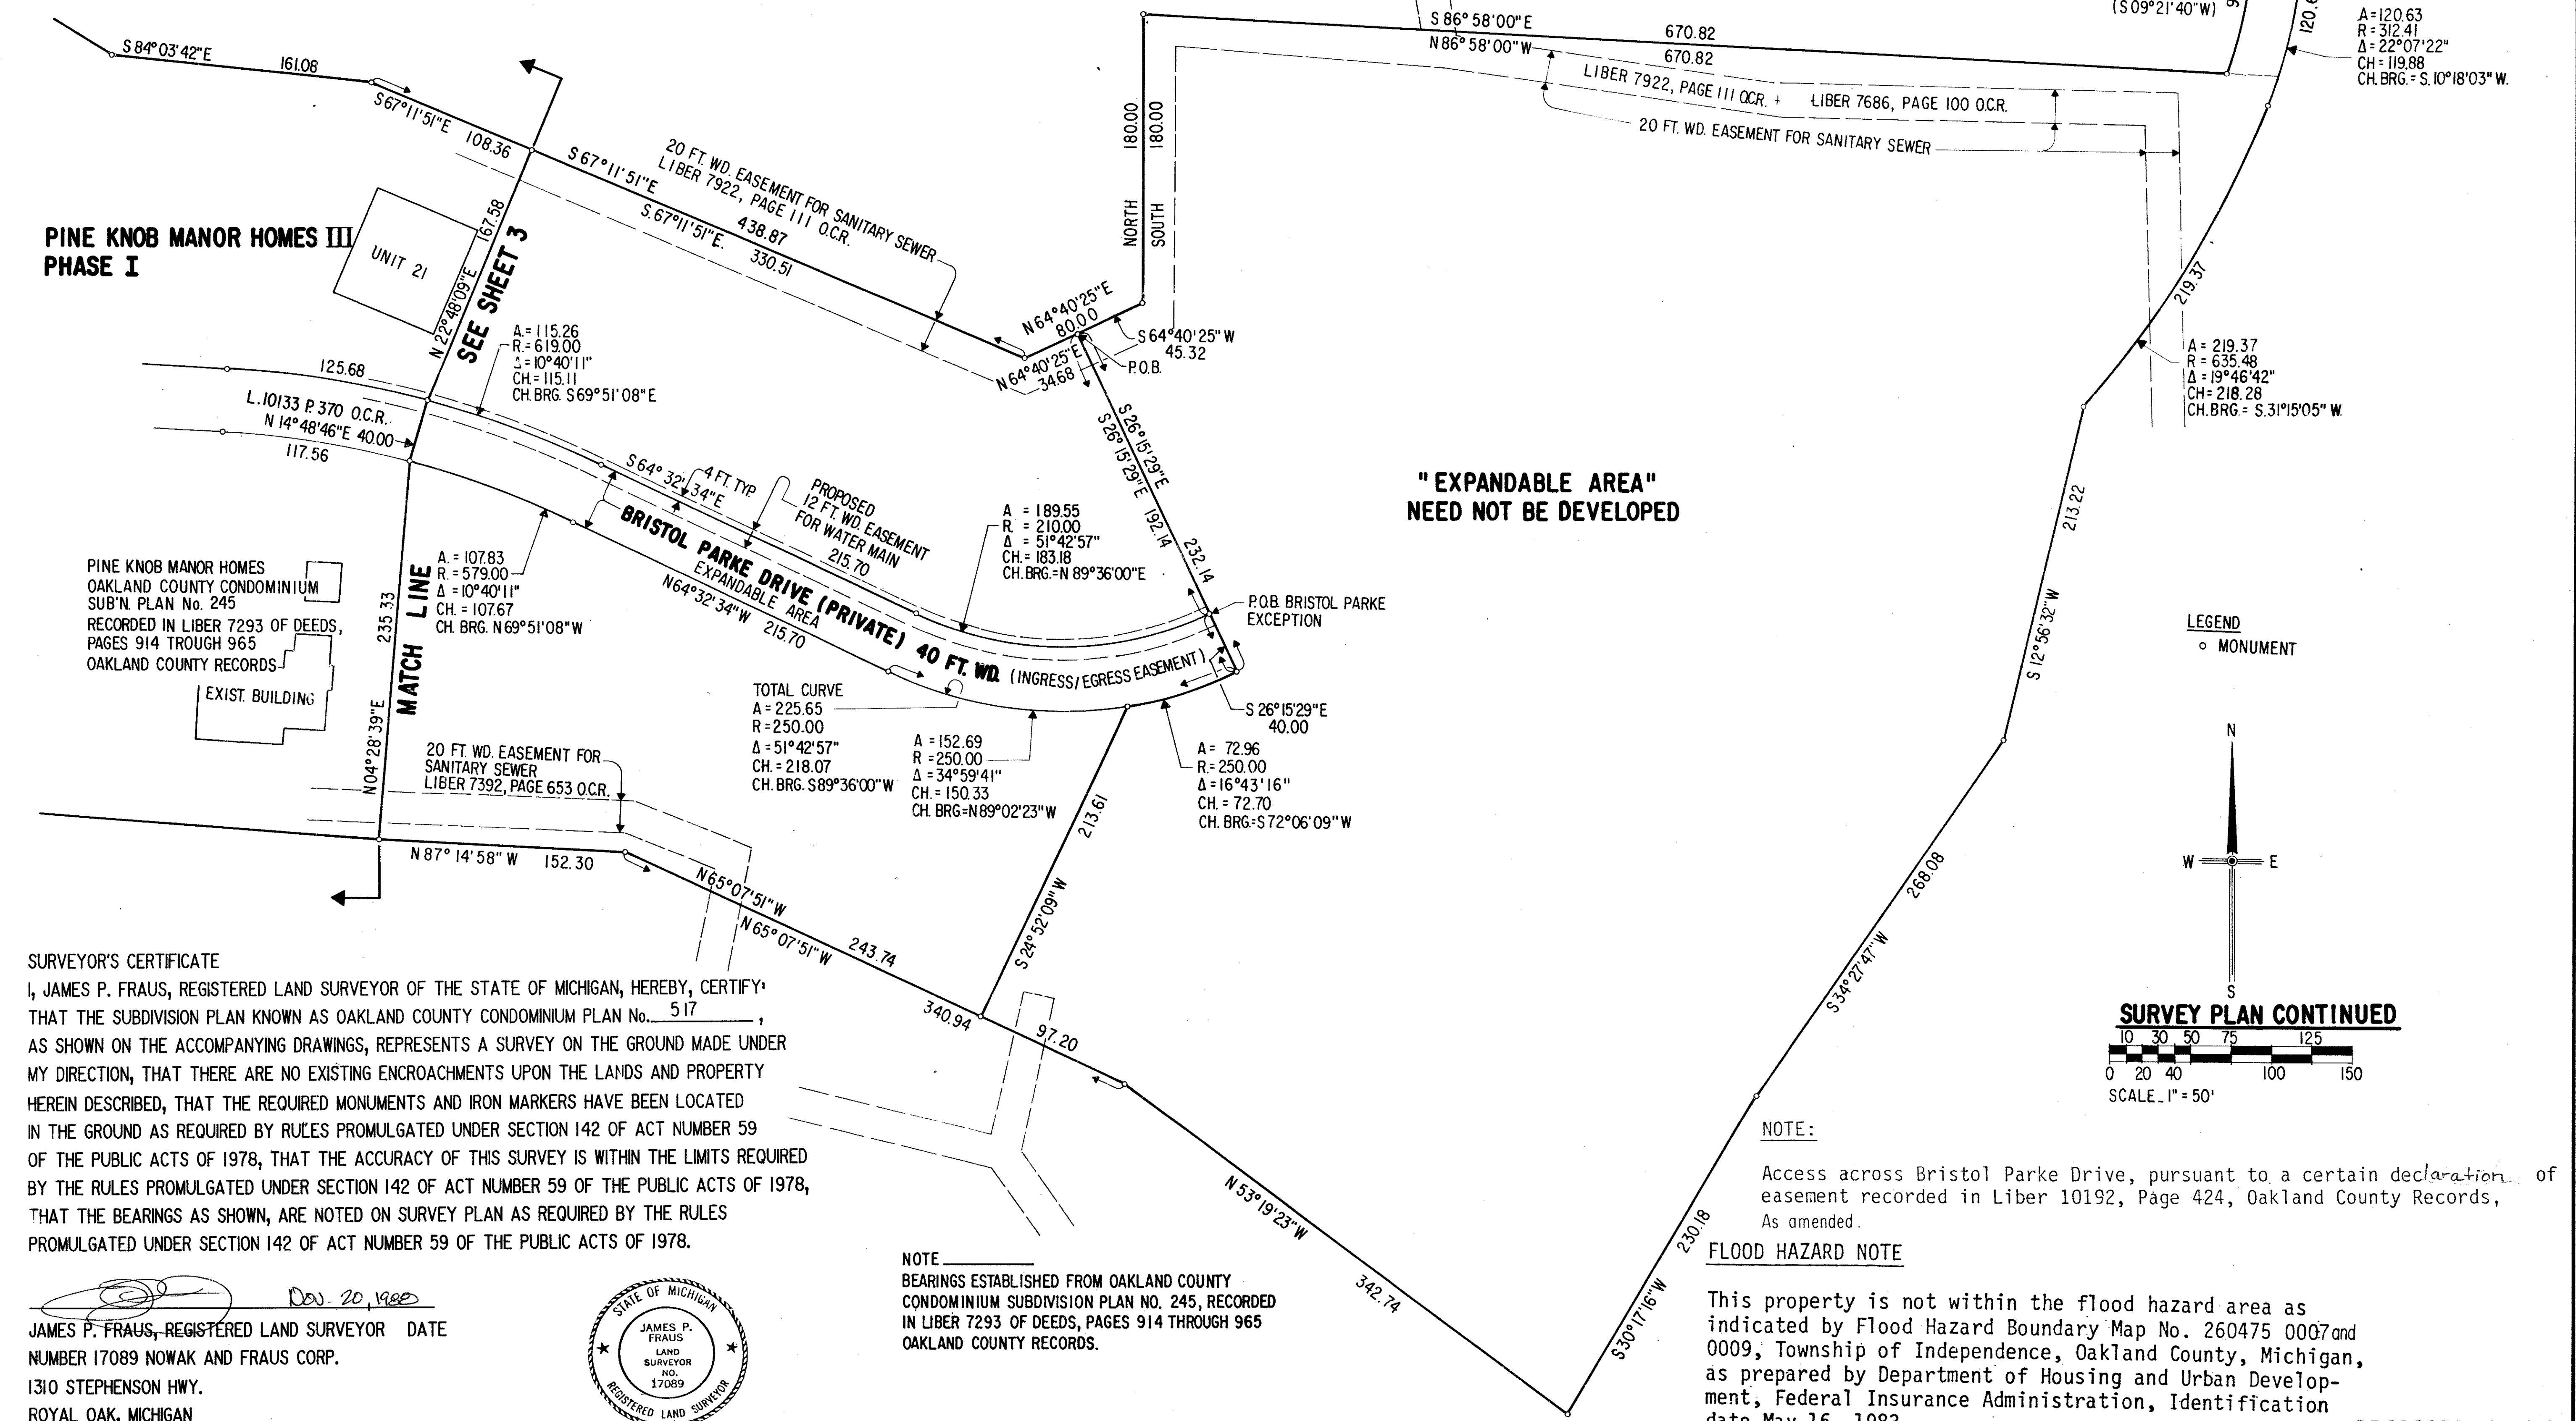 S 84°03'42"E 161.08
S67°11'51"E 108.36
S 67°11'51"E 438.87
S.67°11'51"E. 330.51
20 FT. WD. EASEMENT FOR SANITARY SEWER
LIBER 7922, PAGE 111 O.C.R.
NORTH 180.00
SOUTH 180.00
S 86°58'00"E 670.82
N 86°58'00"W 670.82
LIBER 7922, PAGE 111 O.C.R. + LIBER 7686, PAGE 100 O.C.R.
20 FT. WD. EASEMENT FOR SANITARY SEWER
(S 09°21'40"W)
A=120.63
R=312.41
Δ=22°07'22"
CH=119.88
CH. BRG.= S.10°18'03" W.
PINE KNOB MANOR HOMES III
PHASE I
UNIT 21
N 22°48'09"E 167.58
SEE SHEET 3
A.= 115.26
R.= 619.00
Δ=10°40'11"
CH.= 115.11
CH. BRG. S69°51'08"E
N 64°40'25"E
80.00
N 64°40'25"E
34.68
S 64°40'25" W
45.32
P.O.B.
219.37
A = 219.37
R = 635.48
Δ = 19°46'42"
CH = 218.28
CH. BRG.= S.31°15'05" W.
125.68
L.10133 P. 370 O.C.R.
N 14°48'46"E 40.00
117.56
S 26°15'29"E 232.14
S 26°15'29"E 192.14
S 64°32'34"E 215.70
4 FT. TYP.
PROPOSED
12 FT. WD. EASEMENT
FOR WATER MAIN
BRISTOL PARKE DRIVE (PRIVATE) 40 FT. WD. (INGRESS/EGRESS EASEMENT)
EXPANDABLE AREA
N64°32'34"W 215.70
A = 189.55
R. = 210.00
Δ = 51°42'57"
CH. = 183.18
CH. BRG.=N 89°36'00"E
"EXPANDABLE AREA"
NEED NOT BE DEVELOPED
P.O.B. BRISTOL PARKE
EXCEPTION
PINE KNOB MANOR HOMES
OAKLAND COUNTY CONDOMINIUM
SUB'N. PLAN No. 245
RECORDED IN LIBER 7293 OF DEEDS,
PAGES 914 TROUGH 965
OAKLAND COUNTY RECORDS
EXIST. BUILDING
N04°28'39"E 235.33
MATCH LINE
A. = 107.83
R. = 579.00
Δ = 10°40'11"
CH. = 107.67
CH. BRG. N69°51'08"W
TOTAL CURVE
A = 225.65
R = 250.00
Δ = 51°42'57"
CH. = 218.07
CH. BRG. S89°36'00"W
A = 152.69
R = 250.00
Δ = 34°59'41"
CH. = 150.33
CH. BRG.=N89°02'23"W
S 26°15'29"E
40.00
A = 72.96
R.= 250.00
Δ = 16°43'16"
CH. = 72.70
CH. BRG.=S72°06'09"W
20 FT. WD. EASEMENT FOR
SANITARY SEWER
LIBER 7392, PAGE 653 O.C.R.
N 87°14'58" W 152.30
N65°07'51"W 340.94
N 65°07'51"W 243.74
97.20
S 24°52'09"W 213.61
N 53°19'23"W 342.74
S30°17'16"W 230.18
S34°27'47"W 268.08
S 12°56'32"W 213.22
LEGEND
○ MONUMENT
N
W E
S
SURVEY PLAN CONTINUED
10 30 50 75 125
0 20 40 100 150
SCALE_1" = 50'
NOTE:
Access across Bristol Parke Drive, pursuant to a certain declaration of
easement recorded in Liber 10192, Page 424, Oakland County Records,
As amended.
FLOOD HAZARD NOTE
This property is not within the flood hazard area as
indicated by Flood Hazard Boundary Map No. 260475 0007 and
0009, Township of Independence, Oakland County, Michigan,
as prepared by Department of Housing and Urban Develop-
ment, Federal Insurance Administration, Identification
date May 16, 1983
SURVEYOR'S CERTIFICATE
I, JAMES P. FRAUS, REGISTERED LAND SURVEYOR OF THE STATE OF MICHIGAN, HEREBY, CERTIFY:
THAT THE SUBDIVISION PLAN KNOWN AS OAKLAND COUNTY CONDOMINIUM PLAN No. 517 ,
AS SHOWN ON THE ACCOMPANYING DRAWINGS, REPRESENTS A SURVEY ON THE GROUND MADE UNDER
MY DIRECTION, THAT THERE ARE NO EXISTING ENCROACHMENTS UPON THE LANDS AND PROPERTY
HEREIN DESCRIBED, THAT THE REQUIRED MONUMENTS AND IRON MARKERS HAVE BEEN LOCATED
IN THE GROUND AS REQUIRED BY RULES PROMULGATED UNDER SECTION 142 OF ACT NUMBER 59
OF THE PUBLIC ACTS OF 1978, THAT THE ACCURACY OF THIS SURVEY IS WITHIN THE LIMITS REQUIRED
BY THE RULES PROMULGATED UNDER SECTION 142 OF ACT NUMBER 59 OF THE PUBLIC ACTS OF 1978,
THAT THE BEARINGS AS SHOWN, ARE NOTED ON SURVEY PLAN AS REQUIRED BY THE RULES
PROMULGATED UNDER SECTION 142 OF ACT NUMBER 59 OF THE PUBLIC ACTS OF 1978.
Nov. 20,
JAMES P. FRAUS, REGISTERED LAND SURVEYOR DATE
NUMBER 17089 NOWAK AND FRAUS CORP.
1310 STEPHENSON HWY.
ROYAL OAK, MICHIGAN
STATE OF MICHIGAN
JAMES P.
FRAUS
LAND
SURVEYOR
NO.
17089
REGISTERED LAND SURVEYOR
NOTE
BEARINGS ESTABLISHED FROM OAKLAND COUNTY
CONDOMINIUM SUBDIVISION PLAN NO. 245, RECORDED
IN LIBER 7293 OF DEEDS, PAGES 914 THROUGH 965
OAKLAND COUNTY RECORDS.